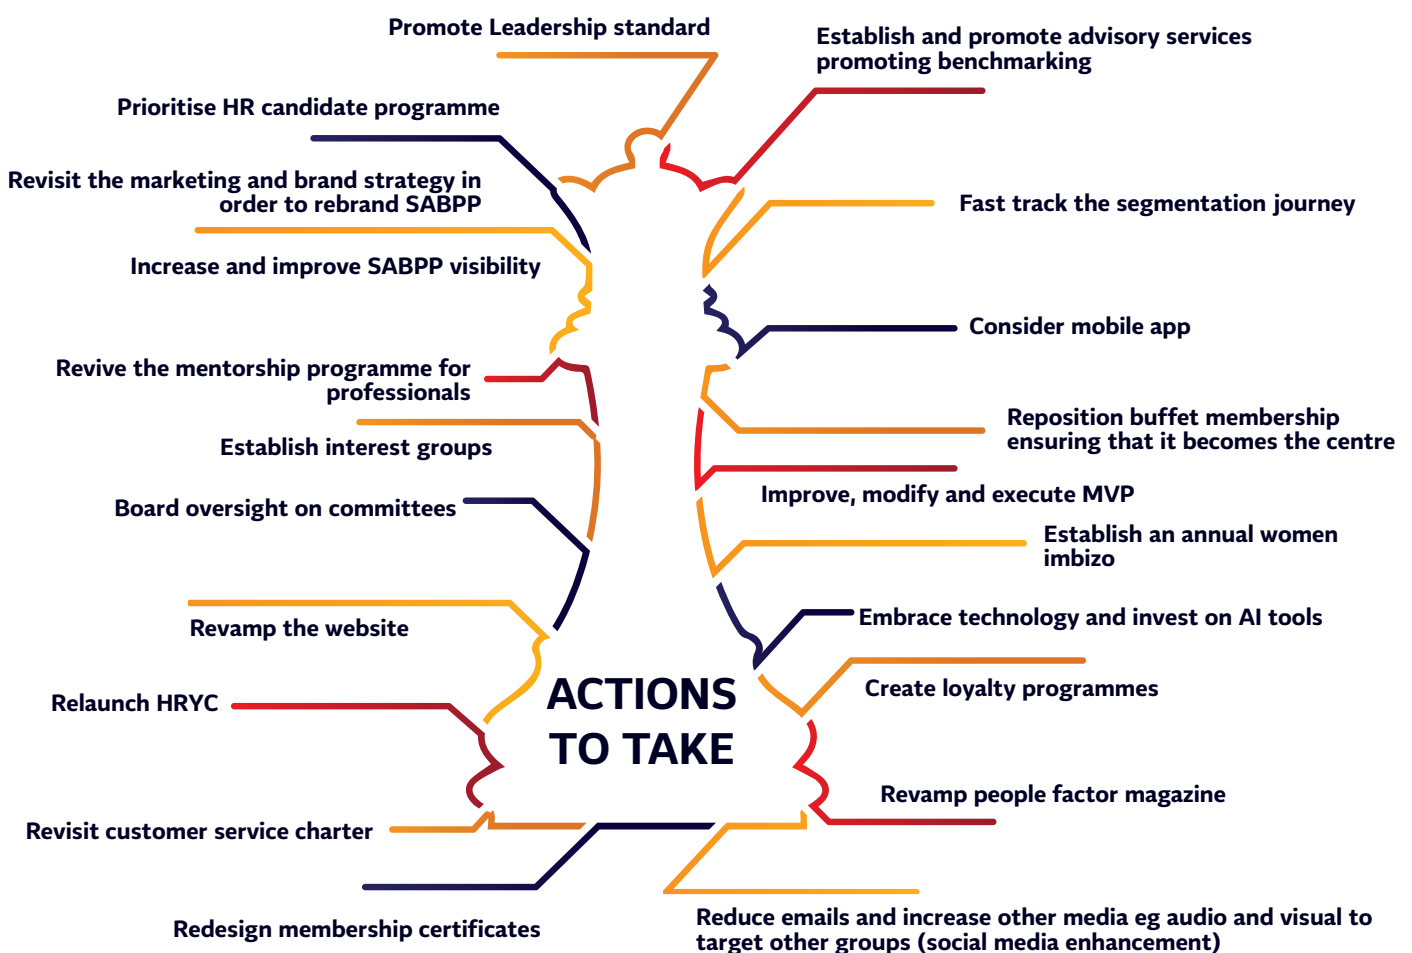 Promote Leadership standard
Establish and promote advisory services
promoting benchmarking
Prioritise HR candidate programme
Revisit the marketing and brand strategy in
order to rebrand SABPP
Fast track the segmentation journey
Increase and improve SABPP visibility
Consider mobile app
Revive the mentorship programme for
professionals
Reposition buffet membership
ensuring that it becomes the centre
Establish interest groups
Improve, modify and execute MVP
Board oversight on committees
Establish an annual women
imbizo
Embrace technology and invest on AI tools
Revamp the website
Create loyalty programmes
Relaunch HRYC
ACTIONS
TO TAKE
Revamp people factor magazine
Revisit customer service charter
Redesign membership certificates
Reduce emails and increase other media eg audio and visual to
target other groups (social media enhancement)